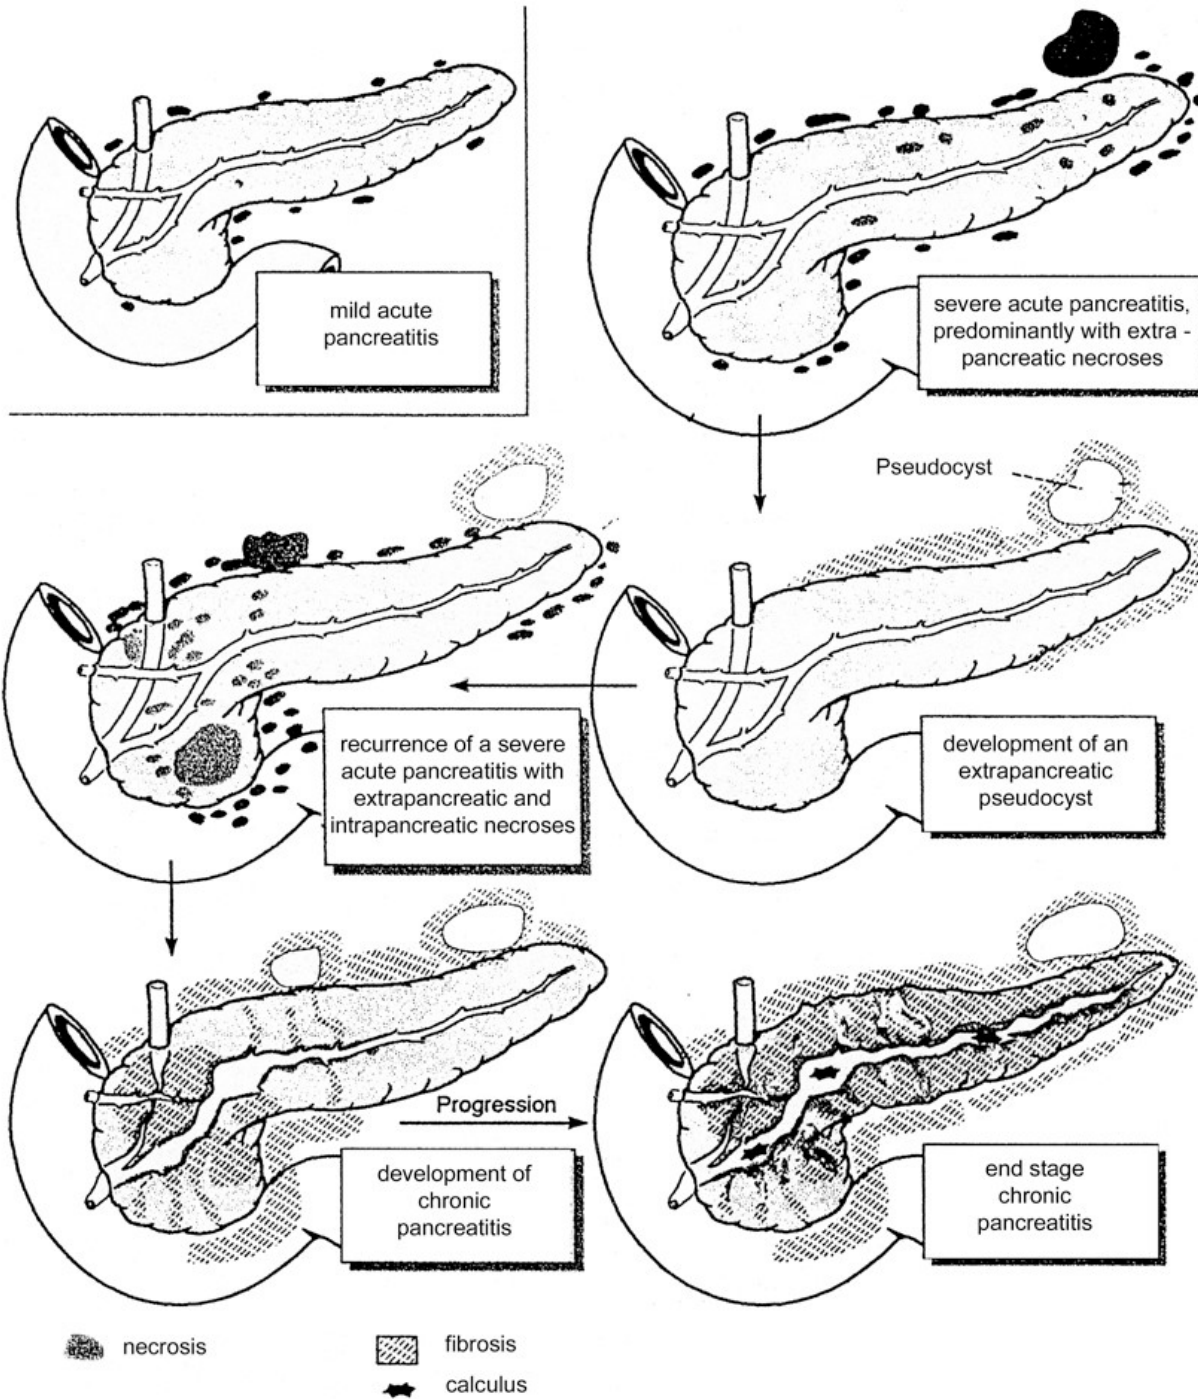 mild acute
pancreatitis
severe acute pancreatitis,
predominantly with extra -
pancreatic necroses
Pseudocyst
recurrence of a severe
acute pancreatitis with
extrapancreatic and
intrapancreatic necroses
development of an
extrapancreatic
pseudocyst
Progression
development of
chronic
pancreatitis
end stage
chronic
pancreatitis
necrosis
fibrosis
calculus